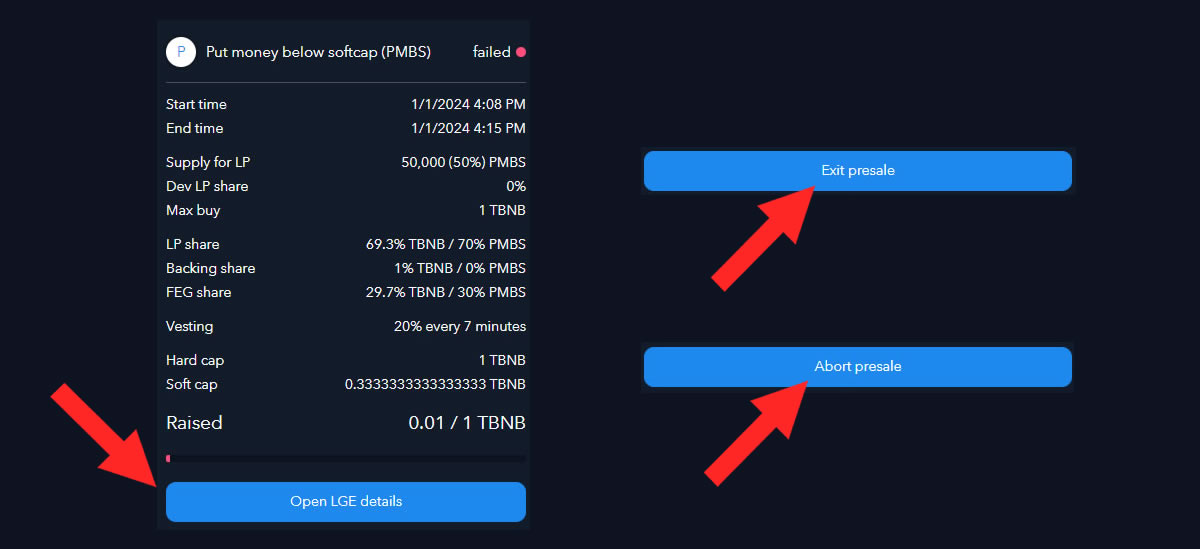 P Put money below softcap (PMBS) failed
Start time 1/1/2024 4:08 PM
End time 1/1/2024 4:15 PM
Supply for LP 50,000 (50%) PMBS
Dev LP share 0%
Max buy 1 TBNB
LP share 69.3% TBNB / 70% PMBS
Backing share 1% TBNB / 0% PMBS
FEG share 29.7% TBNB / 30% PMBS
Vesting 20% every 7 minutes
Hard cap 1 TBNB
Soft cap 0.3333333333333333 TBNB
Raised 0.01 / 1 TBNB
Open LGE details
Exit presale
Abort presale